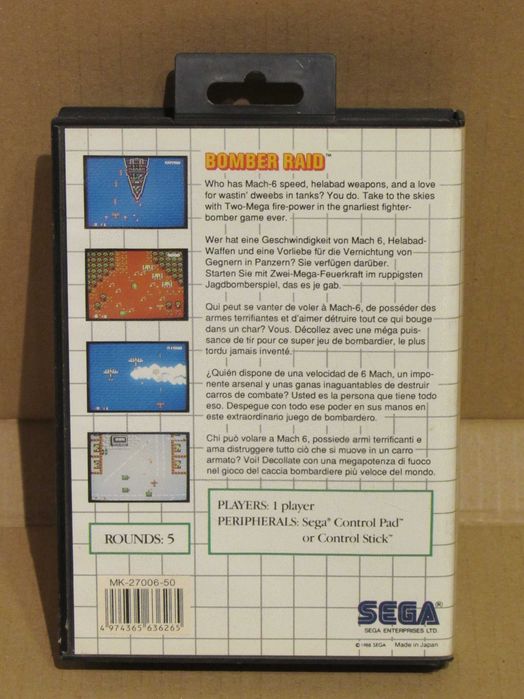 BOMBER RAID™
Who has Mach-6 speed, helabad weapons, and a love
for wastin' dweebs in tanks? You do. Take to the skies
with Two-Mega fire-power in the gnarliest fighter-
bomber game ever.
Wer hat eine Geschwindigkeit von Mach 6, Helabad-
Waffen und eine Vorliebe für die Vernichtung von
Gegnern in Panzern? Sie verfügen darüber.
Starten Sie mit Zwei-Mega-Feuerkraft im ruppigsten
Jagdbomberspiel, das es je gab.
Qui peut se vanter de voler à Mach-6, de posséder des
armes terrifiantes et d'aimer détruire tout ce qui bouge
dans un char? Vous. Décollez avec une méga puis-
sance de tir pour ce super jeu de bombardier, le plus
tordu jamais inventé.
¿Quién dispone de una velocidad de 6 Mach, un impo-
nente arsenal y unas ganas inaguantables de destruir
carros de combate? Usted es la persona que tiene todo
eso. Despegue con todo ese poder en sus manos en
este extraordinario juego de bombardero.
Chi può volare a Mach 6, possiede armi terrificanti e
ama distruggere tutto ciò che si muove in un carro
armato? Voi! Decollate con una megapotenza di fuoco
nel gioco del caccia bombardiere più veloce del mondo.
PLAYERS: 1 player
PERIPHERALS: Sega® Control Pad™
or Control Stick™
ROUNDS: 5
MK-27006-50
4 974365 636265
SEGA®
SEGA ENTERPRISES LTD.
© 1988 SEGA Made in Japan